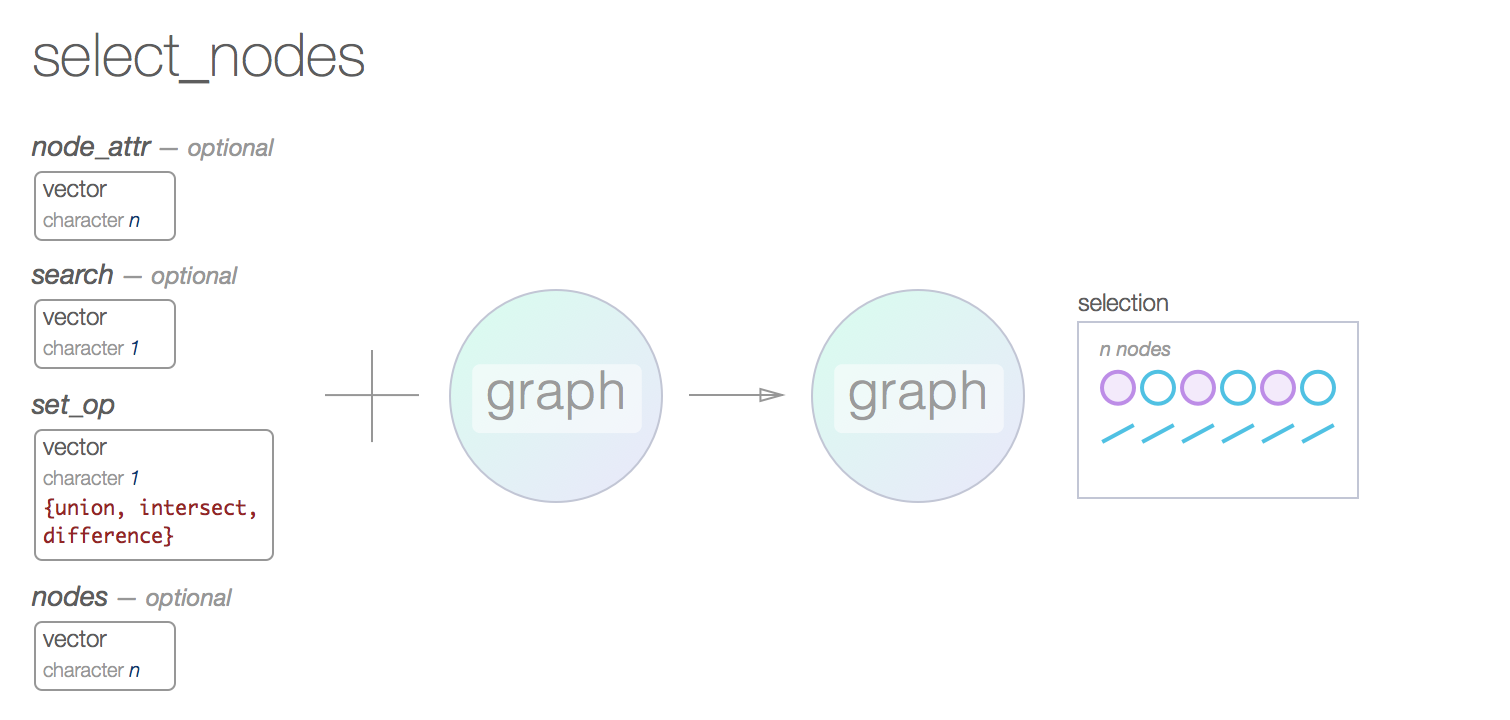 select_nodes
node_attr — optional
vector
character n
search — optional
vector
character 1
set_op
vector
character 1
{union, intersect,
difference}
nodes — optional
vector
character n
graph
graph
selection
n nodes